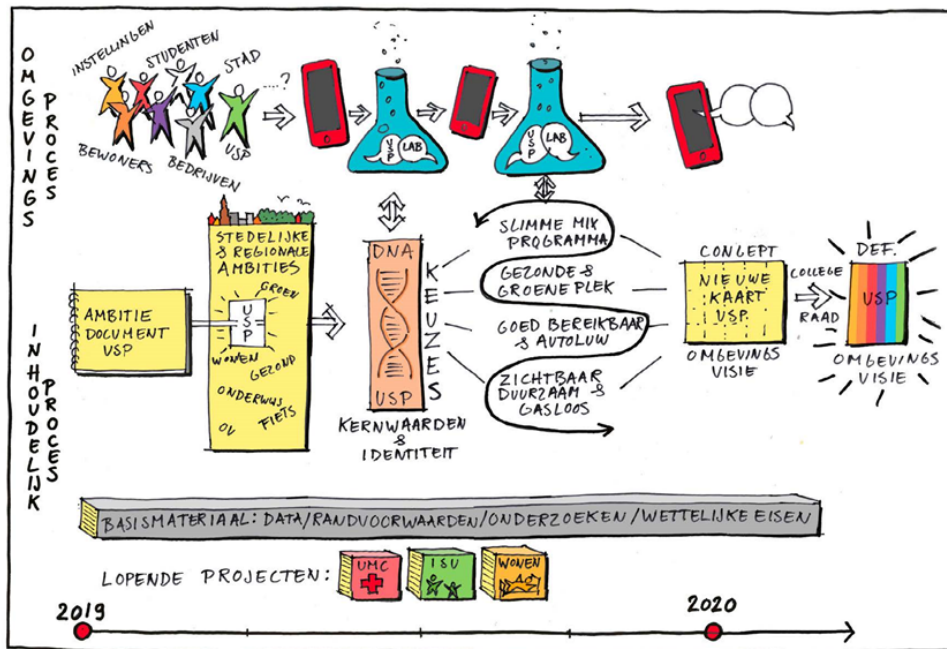 OMGEVINGS
PROCES
INSTELLINGEN
STUDENTEN
STAD
...?
BEWONERS
BEDRIJVEN
USP
USP LAB
USP LAB
INHOUDELIJK
PROCES
AMBITIE
DOCUMENT
USP
STEDELIJKE
& REGIONALE
AMBITIES
GROEN
USP
WONEN
GEZOND
ONDERWIJS
OV
FIETS
DNA
USP
KERNWAARDEN
& IDENTITEIT
KEUZES
SLIMME MIX
PROGRAMMA
GEZONDE &
GROENE PLEK
GOED BEREIKBAAR
& AUTOLUW
ZICHTBAAR
DUURZAAM &
GASLOOS
CONCEPT
NIEUWE
KAART
USP
OMGEVINGS
VISIE
COLLEGE
RAAD
DEF.
USP
OMGEVINGS
VISIE
BASISMATERIAAL: DATA/RANDVOORWAARDEN/ONDERZOEKEN/WETTELIJKE EISEN
LOPENDE PROJECTEN:
UMC
ISU
WONEN
2019
2020